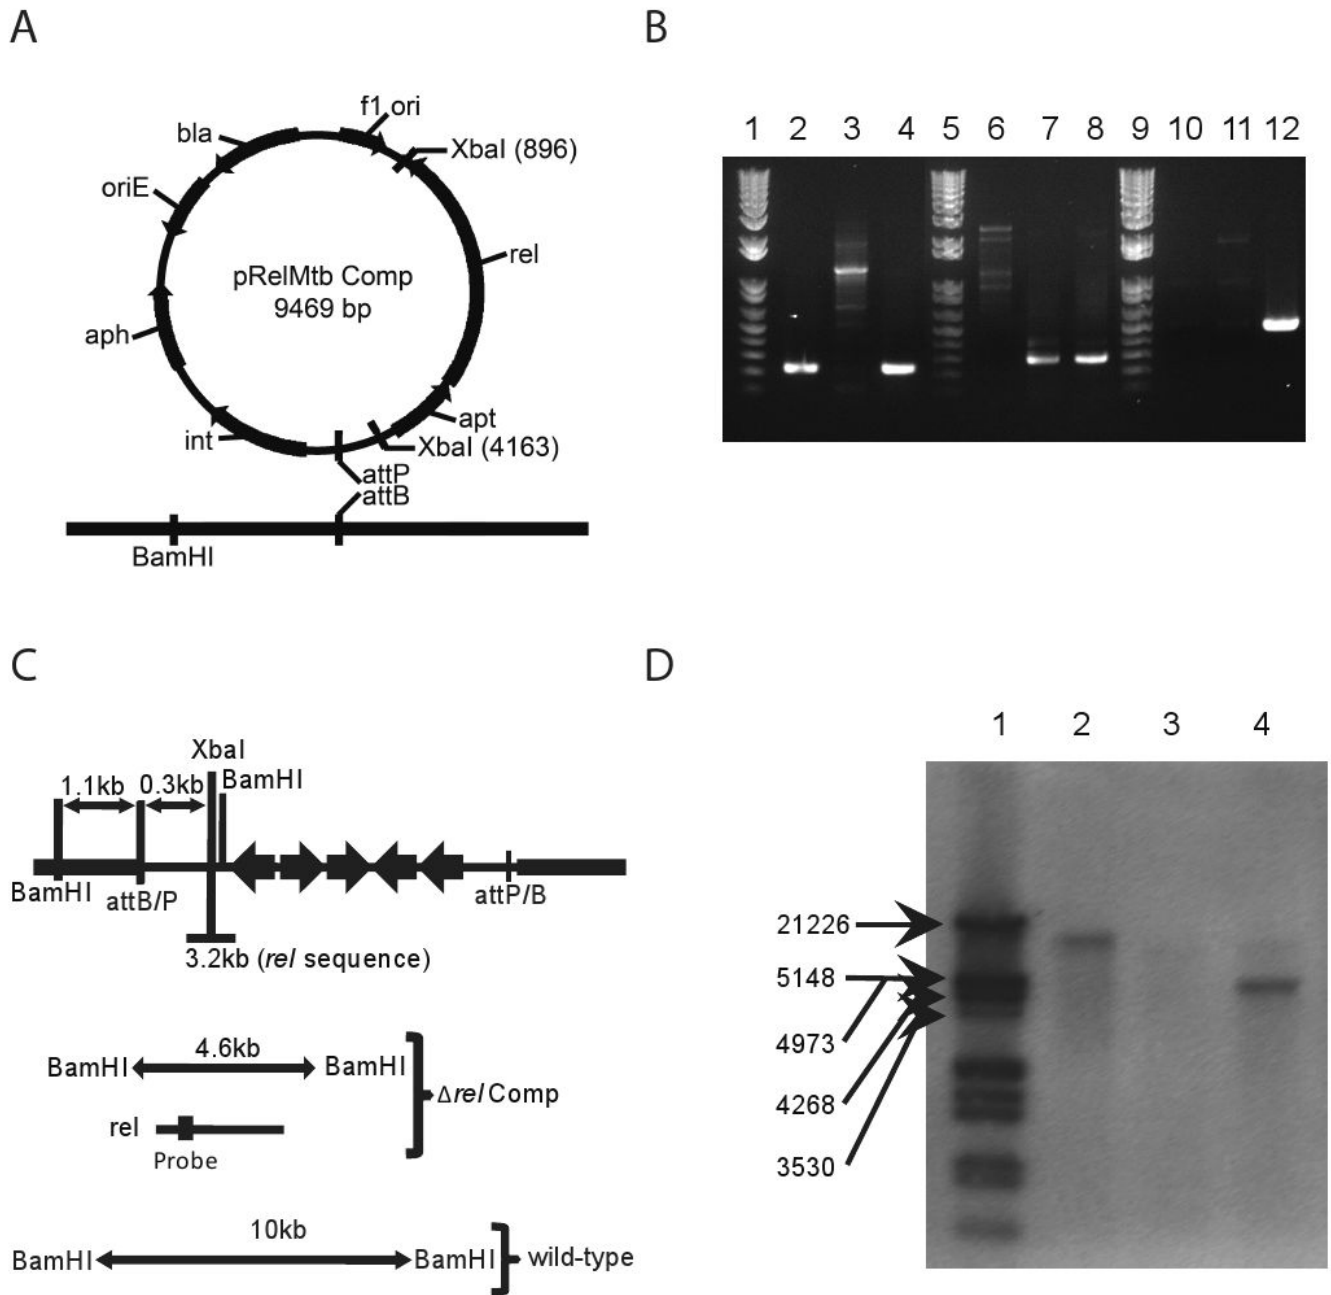 A
f1 ori
bla
XbaI (896)
oriE
rel
pRelMtb Comp
9469 bp
aph
apt
int
XbaI (4163)
attP
attB
BamHI
B
1 2 3 4 5 6 7 8 9 10 11 12
C
XbaI
1.1kb 0.3kb BamHI
BamHI attB/P attP/B
3.2kb (rel sequence)
4.6kb
BamHI BamHI
Δrel Comp
rel
Probe
10kb
BamHI BamHI wild-type
D
1 2 3 4
21226
5148
4973
4268
3530